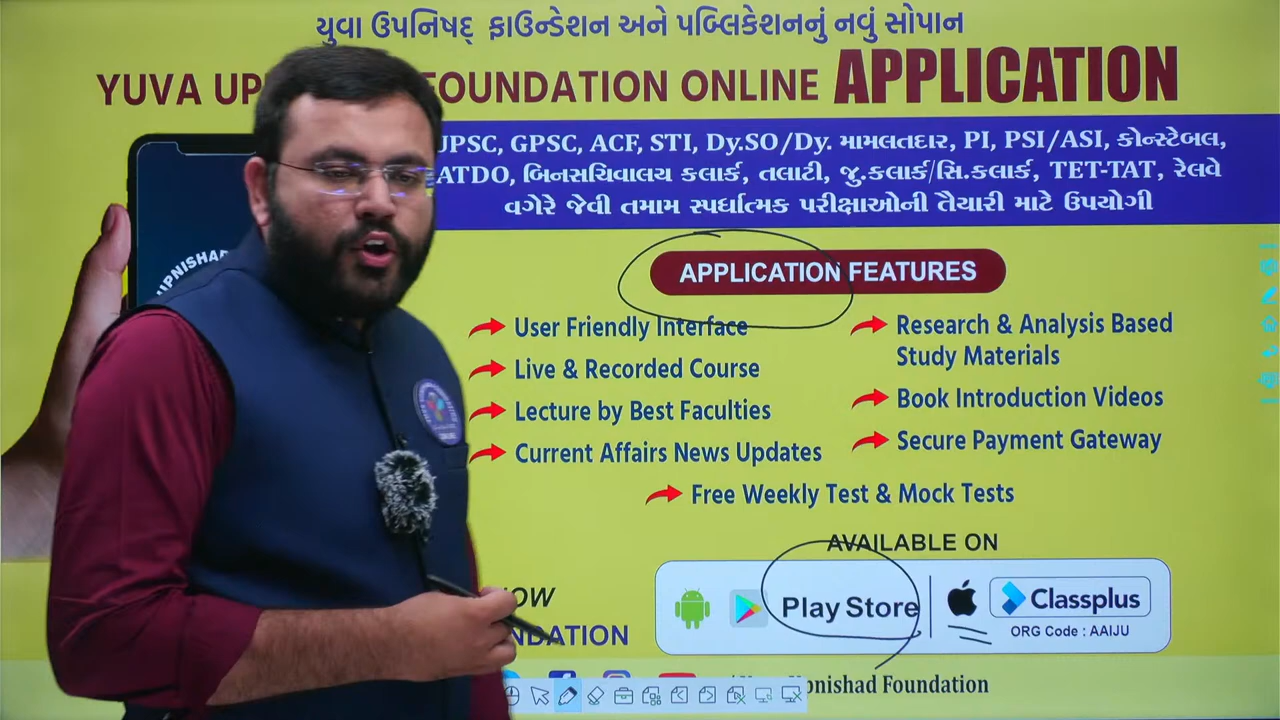 યુવા ઉપનિષદ્ ફાઉન્ડેશન અને પબ્લિકેશનનું નવું સોપાન
YUVA UP FOUNDATION ONLINE APPLICATION
UPSC, GPSC, ACF, STI, Dy.SO/Dy. મામલતદાર, PI, PSI/ASI, કોન્સ્ટેબલ,
ATDO, બિનસચિવાલય કલાર્ક, તલાટી, જુ.કલાર્ક/સિ.કલાર્ક, TET-TAT, રેલવે
વગેરે જેવી તમામ સ્પર્ધાત્મક પરીક્ષાઓની તૈયારી માટે ઉપયોગી
UPNISHAD
APPLICATION FEATURES
User Friendly Interface
Live & Recorded Course
Lecture by Best Faculties
Current Affairs News Updates
Research & Analysis Based
Study Materials
Book Introduction Videos
Secure Payment Gateway
Free Weekly Test & Mock Tests
AVAILABLE ON
Play Store
Classplus
ORG Code : AAIJU
OW
NDATION
Foundation